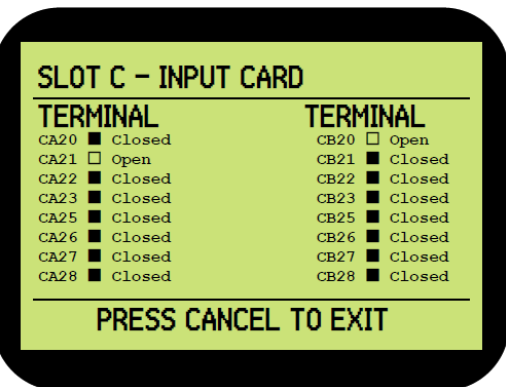 SLOT C – INPUT CARD
TERMINAL TERMINAL
CA20 ■ Closed CB20 □ Open
CA21 □ Open CB21 ■ Closed
CA22 ■ Closed CB22 ■ Closed
CA23 ■ Closed CB23 ■ Closed
CA25 ■ Closed CB25 ■ Closed
CA26 ■ Closed CB26 ■ Closed
CA27 ■ Closed CB27 ■ Closed
CA28 ■ Closed CB28 ■ Closed
PRESS CANCEL TO EXIT